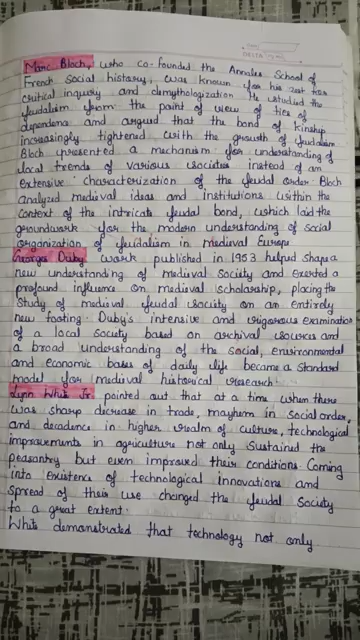 DELTA
Marc Bloch, who co-founded the Annales School of
French social history, was known for his zest for
critical inquiry and demythologization. He studied the
feudalism from the point of view of ties of
dependence and argued that the bond of kinship
increasingly tightened with the growth of feudalism
Bloch presented a mechanism for understanding of
local trends of various societies instead of an
extensive characterization of the feudal order. Bloch
analyzed medieval ideas and institutions within the
context of the intricate feudal bond, which laid the
groundwork for the modern understanding of social
organization of feudalism in medieval Europe
Georges Duby work published in 1953 helped shape a
new understanding of medieval society and exerted a
profound influence on medieval scholarship, placing the
study of medieval feudal society on an entirely
new footing. Duby's intensive and rigorous examination
of a local society based on archival sources and
a broad understanding of the social, environmental
and economic bases of daily life became a standard
model for medieval historical research.
Lynn White Jr. pointed out that at a time when there
was sharp decrease in trade, mayhem in social order,
and decadence in higher realm of culture, technological
improvements in agriculture not only sustained the
peasantry but even improved their conditions. Coming
into existence of technological innovations and
spread of their use changed the feudal society
to a great extent.
White demonstrated that technology not only